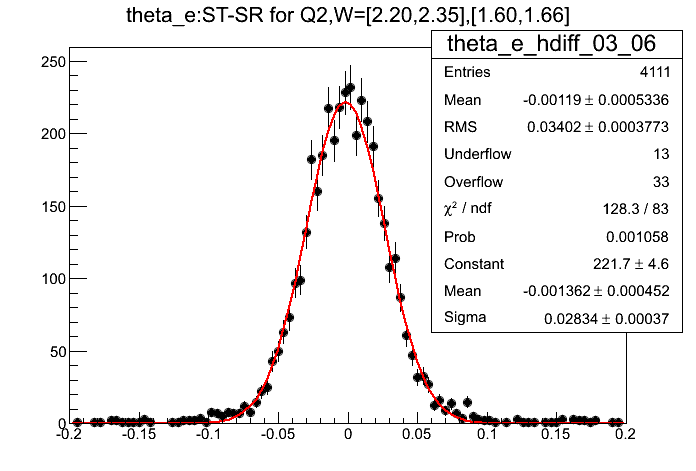 theta_e:ST-SR for Q2,W=[2.20,2.35],[1.60,1.66]
theta_e_hdiff_03_06
Entries 4111
Mean -0.00119 ± 0.0005336
RMS 0.03402 ± 0.0003773
Underflow 13
Overflow 33
χ² / ndf 128.3 / 83
Prob 0.001058
Constant 221.7 ± 4.6
Mean -0.001362 ± 0.000452
Sigma 0.02834 ± 0.00037
250
200
150
100
50
0
-0.2 -0.15 -0.1 -0.05 0 0.05 0.1 0.15 0.2